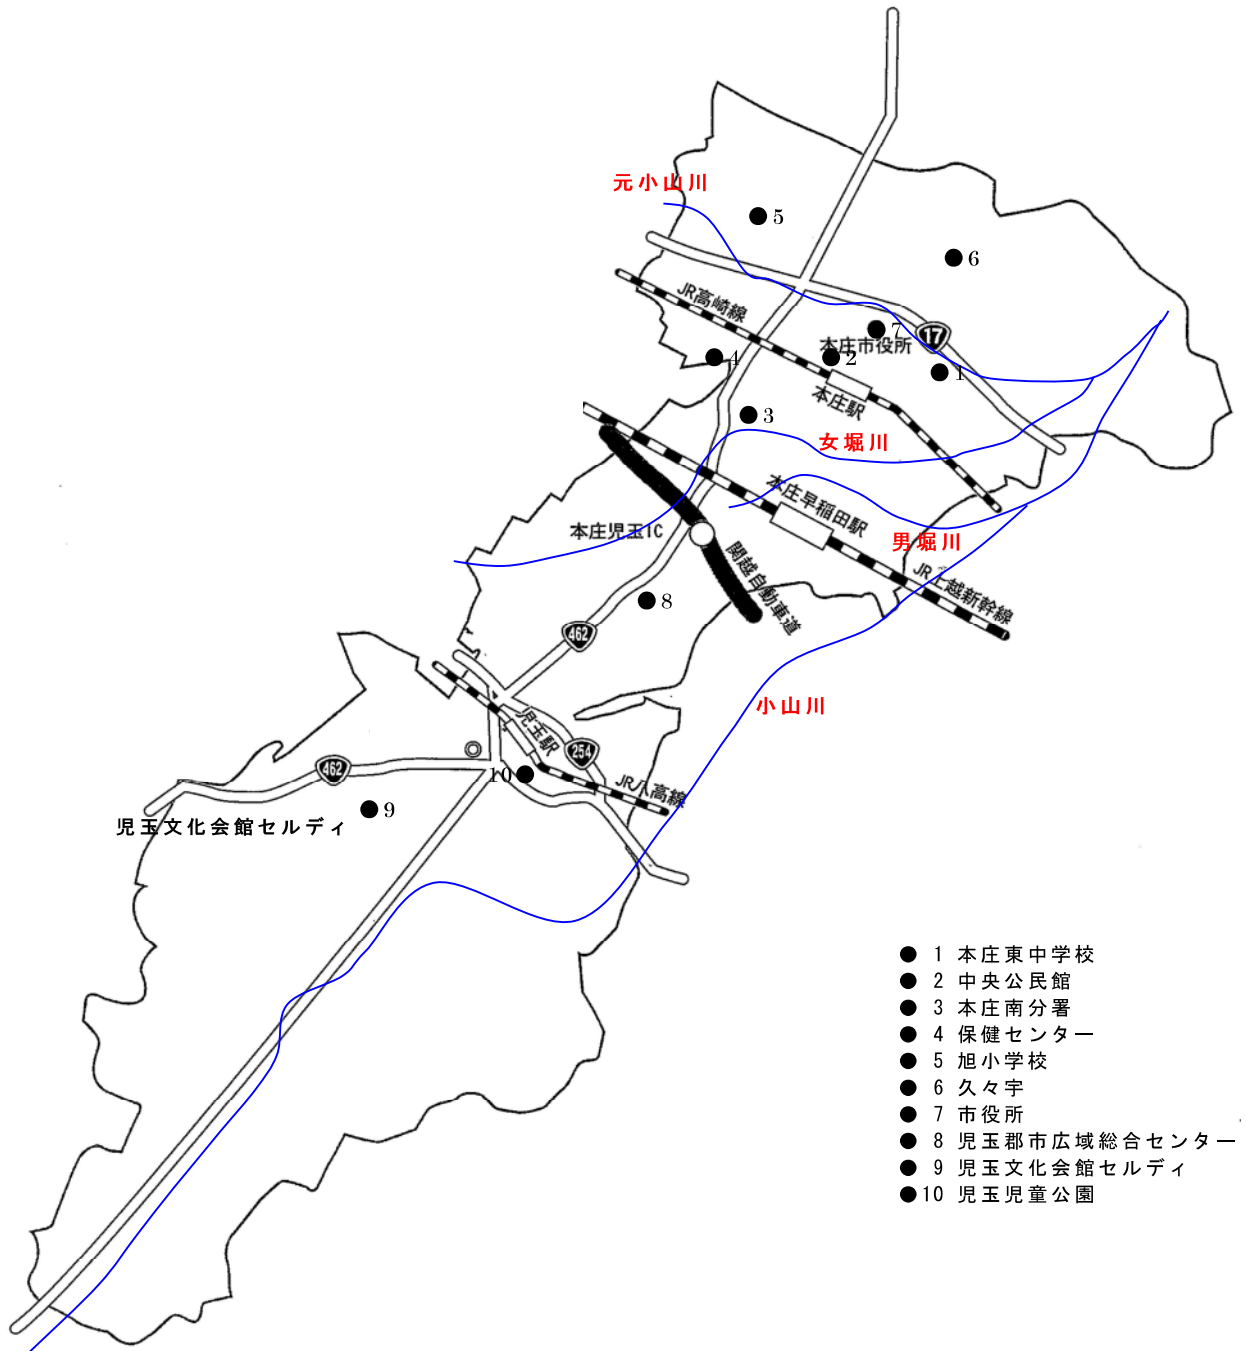 元小山川
5
6
JR高崎線
17
7
本庄市役所
4
2
1
本庄駅
3
女堀川
本庄早稲田駅
本庄児玉IC
男堀川
関越自動車道
JR上越新幹線
8
462
小山川
児玉駅
254
462
10
JR八高線
9
児玉文化会館セルディ
1 本庄東中学校
2 中央公民館
3 本庄南分署
4 保健センター
5 旭小学校
6 久々宇
7 市役所
8 児玉郡市広域総合センター
9 児玉文化会館セルディ
10 児玉児童公園